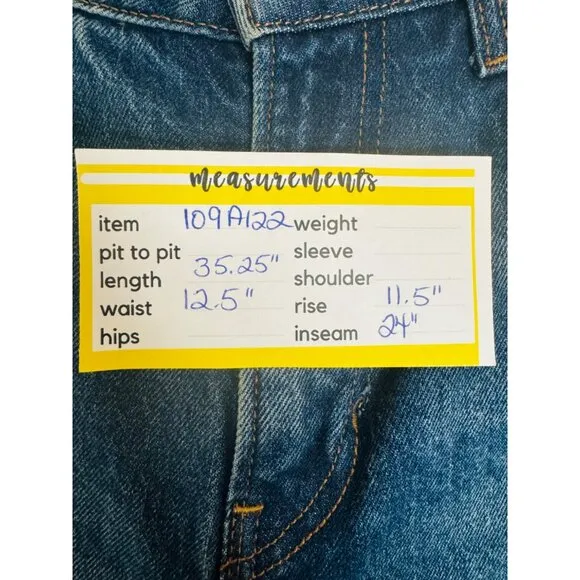 measurements
item 109A122 weight
pit to pit sleeve
length 35.25" shoulder
waist 12.5" rise 11.5"
hips inseam 24"